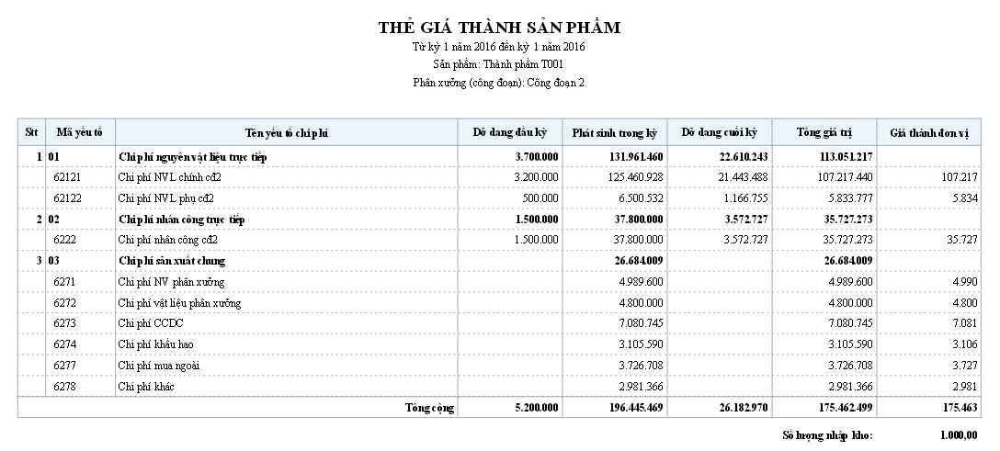 THẺ GIÁ THÀNH SẢN PHẨM
Từ kỳ 1 năm 2016 đến kỳ 1 năm 2016
Sản phẩm: Thành phẩm T001
Phân xưởng (công đoạn): Công đoạn 2
Stt Mã yếu tố Tên yếu tố chi phí Dở dang đầu kỳ Phát sinh trong kỳ Dở dang cuối kỳ Tổng giá trị Giá thành đơn vị
1 01 Chi phí nguyên vật liệu trực tiếp 3.700.000 131.961.460 22.610.243 113.051.217
62121 Chi phí NVL chính cđ2 3.200.000 125.460.928 21.443.488 107.217.440 107.217
62122 Chi phí NVL phụ cđ2 500.000 6.500.532 1.166.755 5.833.777 5.834
2 02 Chi phí nhân công trực tiếp 1.500.000 37.800.000 3.572.727 35.727.273
6222 Chi phí nhân công cđ2 1.500.000 37.800.000 3.572.727 35.727.273 35.727
3 03 Chi phí sản xuất chung 26.684.009 26.684.009
6271 Chi phí NV phân xưởng 4.989.600 4.989.600 4.990
6272 Chi phí vật liệu phân xưởng 4.800.000 4.800.000 4.800
6273 Chi phí CCDC 7.080.745 7.080.745 7.081
6274 Chi phí khấu hao 3.105.590 3.105.590 3.106
6277 Chi phí mua ngoài 3.726.708 3.726.708 3.727
6278 Chi phí khác 2.981.366 2.981.366 2.981
Tổng cộng 5.200.000 196.445.469 26.182.970 175.462.499 175.463
Số lượng nhập kho: 1.000,00